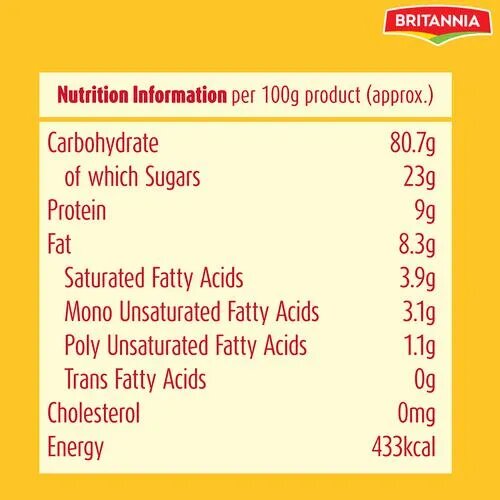 BRITANNIA
Nutrition Information per 100g product (approx.)
Carbohydrate 80.7g
of which Sugars 23g
Protein 9g
Fat 8.3g
Saturated Fatty Acids 3.9g
Mono Unsaturated Fatty Acids 3.1g
Poly Unsaturated Fatty Acids 1.1g
Trans Fatty Acids 0g
Cholesterol 0mg
Energy 433kcal